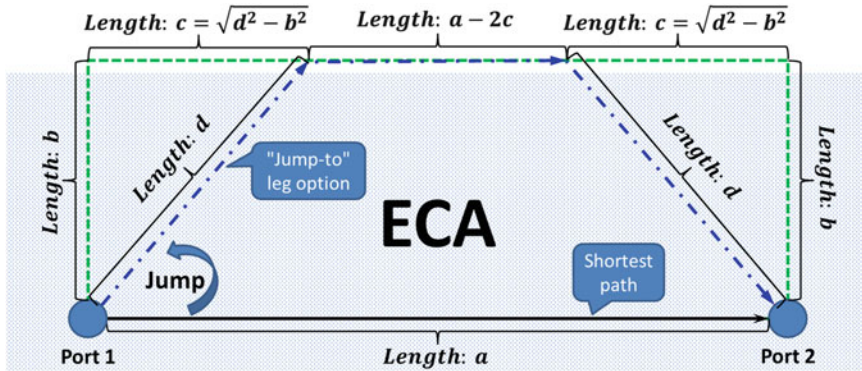 Length: c = √(d² − b²)
Length: a − 2c
Length: c = √(d² − b²)
Length: b
Length: d
"Jump-to"
leg option
ECA
Length: d
Length: b
Jump
Shortest
path
Port 1
Length: a
Port 2